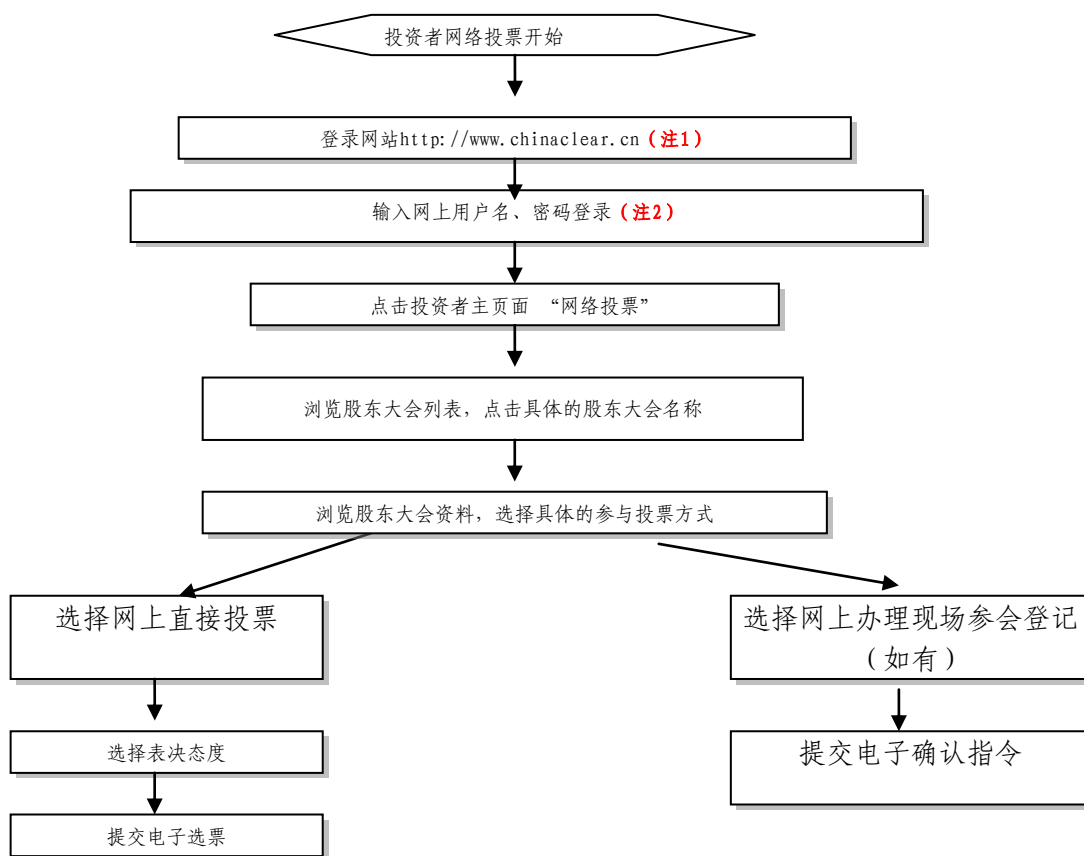 投资者网络投票开始
登录网站http://www.chinaclear.cn(注1)
输入网上用户名、密码登录(注2)
点击投资者主页面 “网络投票”
浏览股东大会列表，点击具体的股东大会名称
浏览股东大会资料，选择具体的参与投票方式
选择网上直接投票
选择网上办理现场参会登记
（如有）
选择表决态度
提交电子确认指令
提交电子选票